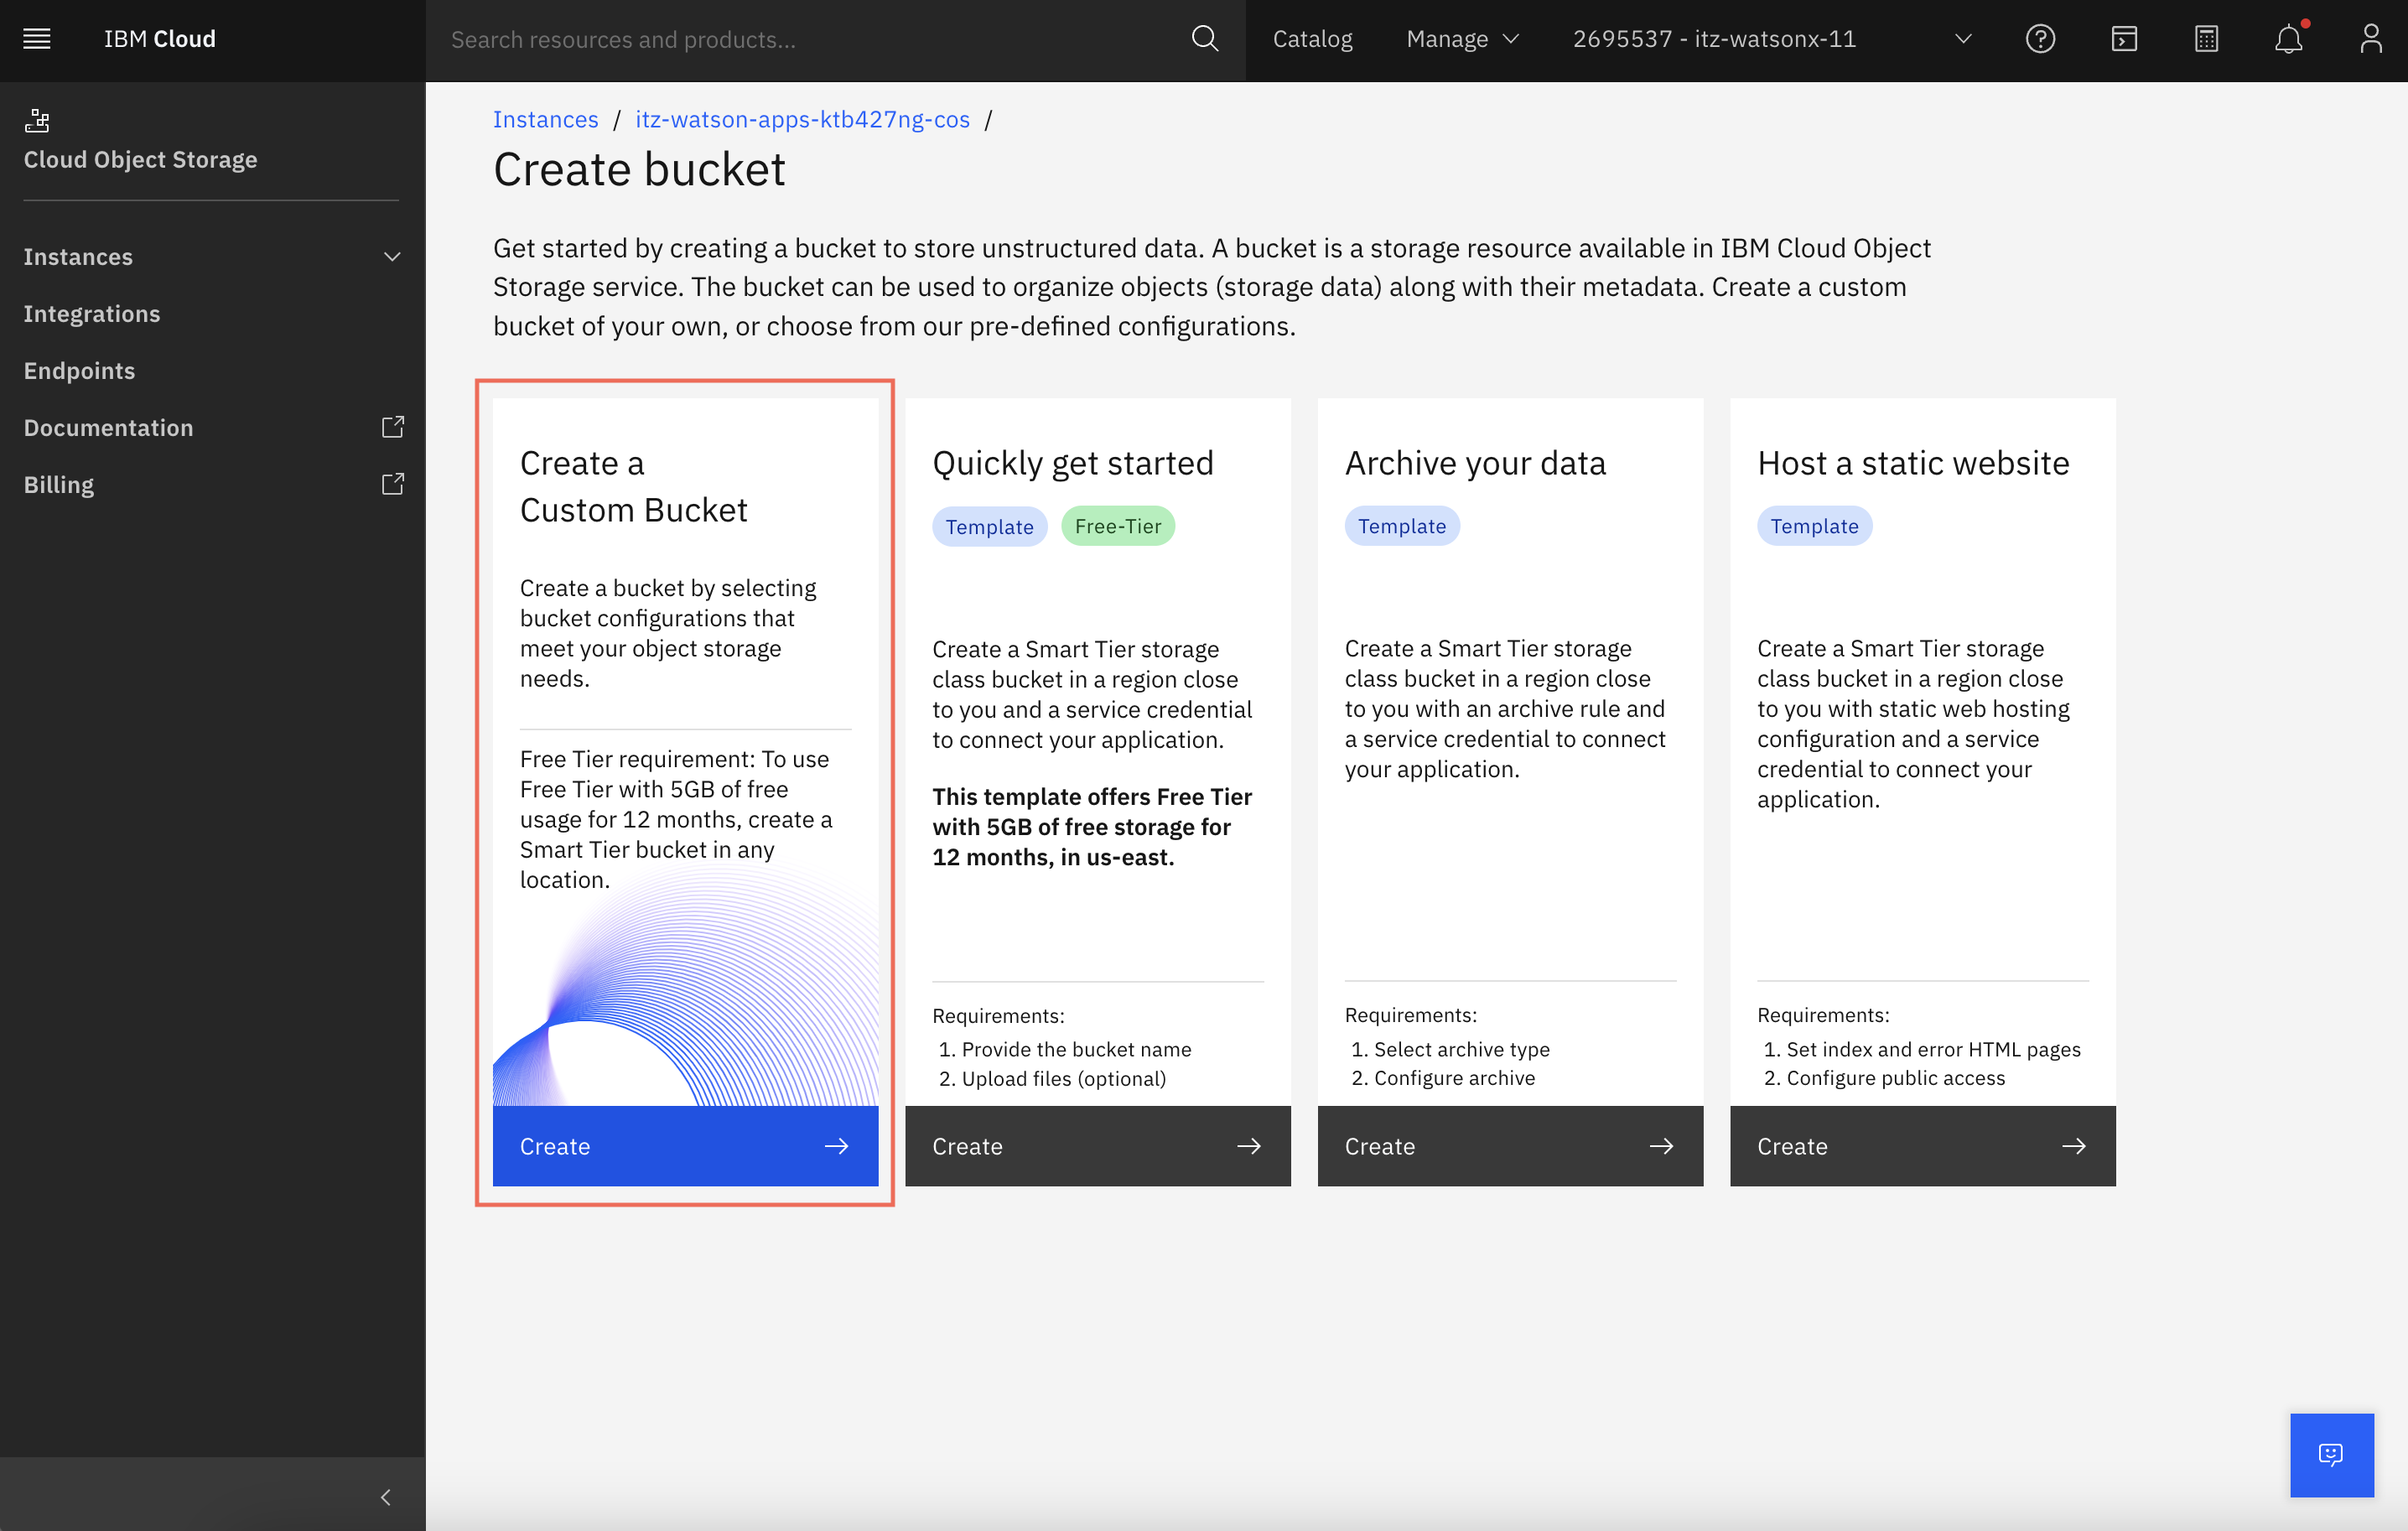 IBM Cloud
Search resources and products...
Catalog
Manage
2695537 - itz-watsonx-11
Cloud Object Storage
Instances
Integrations
Endpoints
Documentation
Billing
Instances / itz-watson-apps-ktb427ng-cos /
Create bucket
Get started by creating a bucket to store unstructured data. A bucket is a storage resource available in IBM Cloud Object
Storage service. The bucket can be used to organize objects (storage data) along with their metadata. Create a custom
bucket of your own, or choose from our pre-defined configurations.
Create a
Custom Bucket
Create a bucket by selecting
bucket configurations that
meet your object storage
needs.
Free Tier requirement: To use
Free Tier with 5GB of free
usage for 12 months, create a
Smart Tier bucket in any
location.
Create
Quickly get started
Template Free-Tier
Create a Smart Tier storage
class bucket in a region close
to you and a service credential
to connect your application.
This template offers Free Tier
with 5GB of free storage for
12 months, in us-east.
Requirements:
1. Provide the bucket name
2. Upload files (optional)
Create
Archive your data
Template
Create a Smart Tier storage
class bucket in a region close
to you with an archive rule and
a service credential to connect
your application.
Requirements:
1. Select archive type
2. Configure archive
Create
Host a static website
Template
Create a Smart Tier storage
class bucket in a region close
to you with static web hosting
configuration and a service
credential to connect your
application.
Requirements:
1. Set index and error HTML pages
2. Configure public access
Create